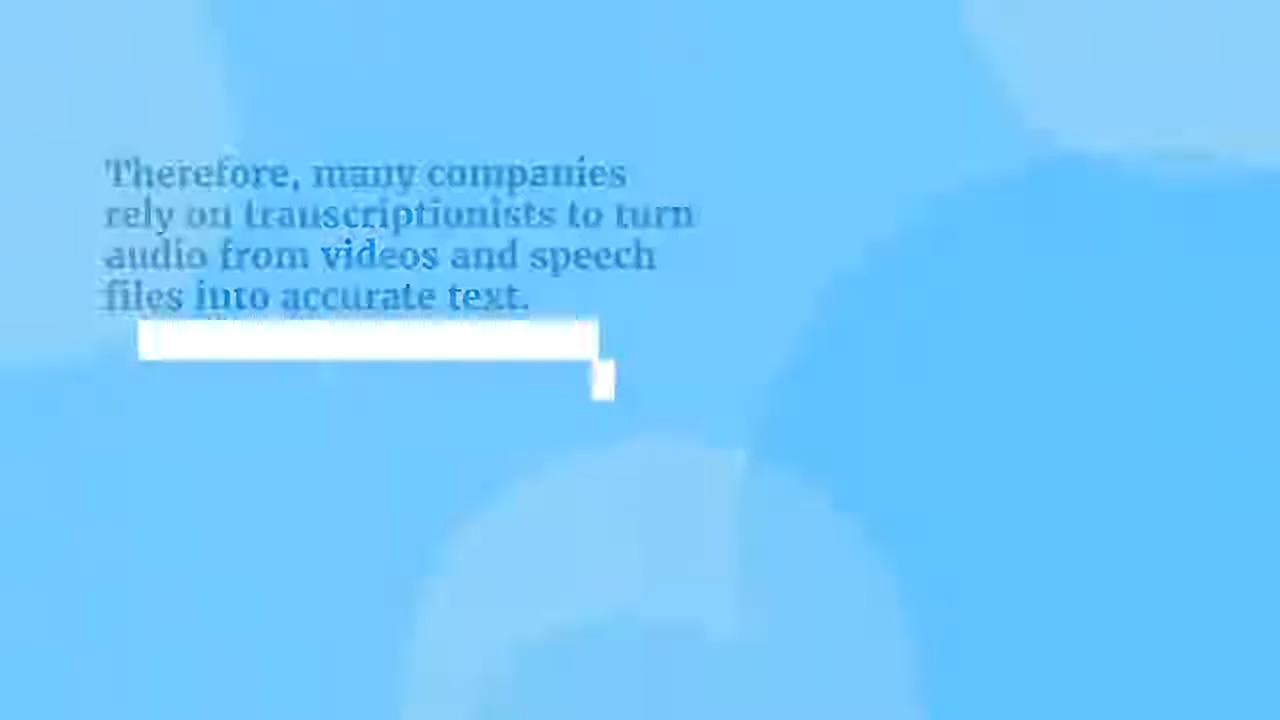 Therefore, many companies
rely on transcriptionists to turn
audio from videos and speech
files into accurate text.